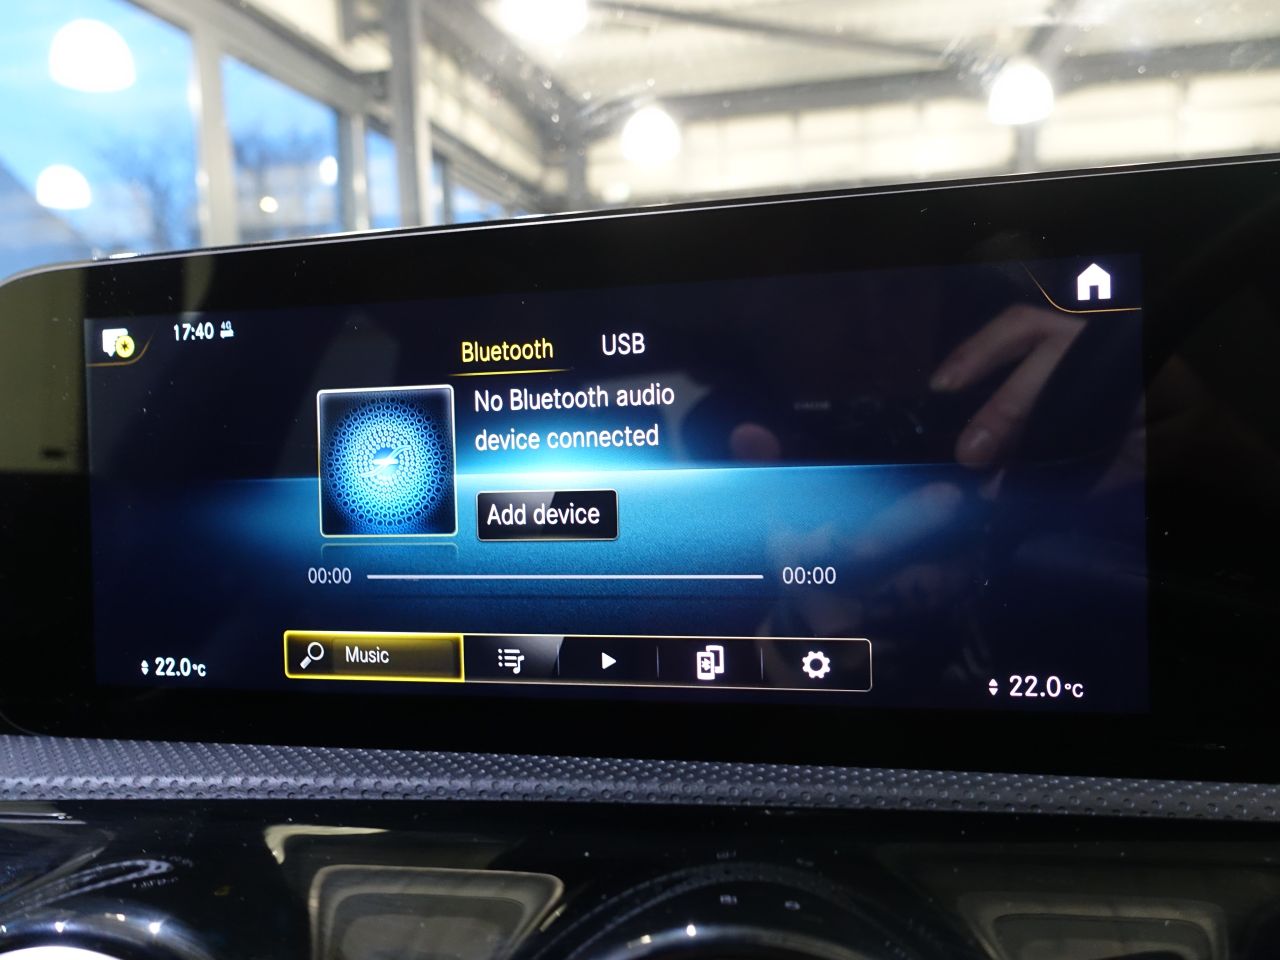 17:40 4G
Bluetooth USB
No Bluetooth audio
device connected
Add device
00:00 00:00
Music
22.0°C 22.0°C